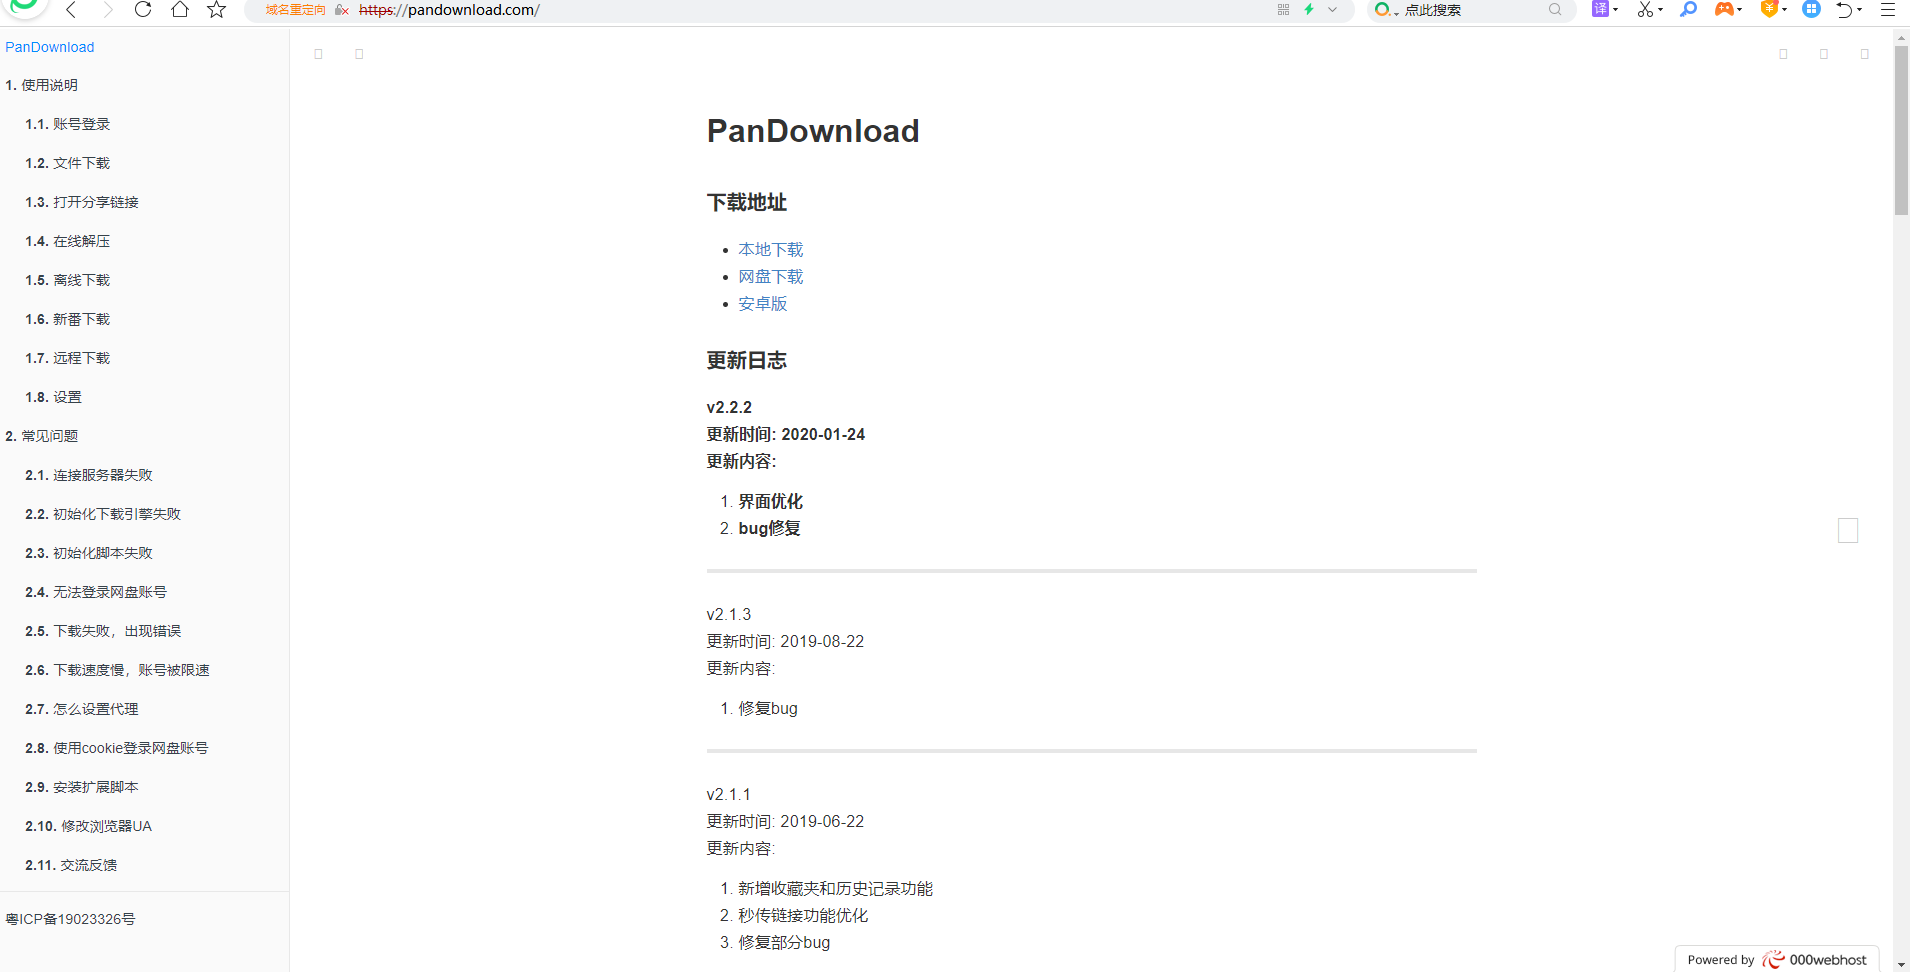 域名重定向 https://pandownload.com/
点此搜索
译
PanDownload
1. 使用说明
1.1. 账号登录
1.2. 文件下载
1.3. 打开分享链接
1.4. 在线解压
1.5. 离线下载
1.6. 新番下载
1.7. 远程下载
1.8. 设置
2. 常见问题
2.1. 连接服务器失败
2.2. 初始化下载引擎失败
2.3. 初始化脚本失败
2.4. 无法登录网盘账号
2.5. 下载失败，出现错误
2.6. 下载速度慢，账号被限速
2.7. 怎么设置代理
2.8. 使用cookie登录网盘账号
2.9. 安装扩展脚本
2.10. 修改浏览器UA
2.11. 交流反馈
粤ICP备19023326号
PanDownload
下载地址
本地下载
网盘下载
安卓版
更新日志
v2.2.2
更新时间: 2020-01-24
更新内容:
1. 界面优化
2. bug修复
v2.1.3
更新时间: 2019-08-22
更新内容:
1. 修复bug
v2.1.1
更新时间: 2019-06-22
更新内容:
1. 新增收藏夹和历史记录功能
2. 秒传链接功能优化
3. 修复部分bug
Powered by 000webhost